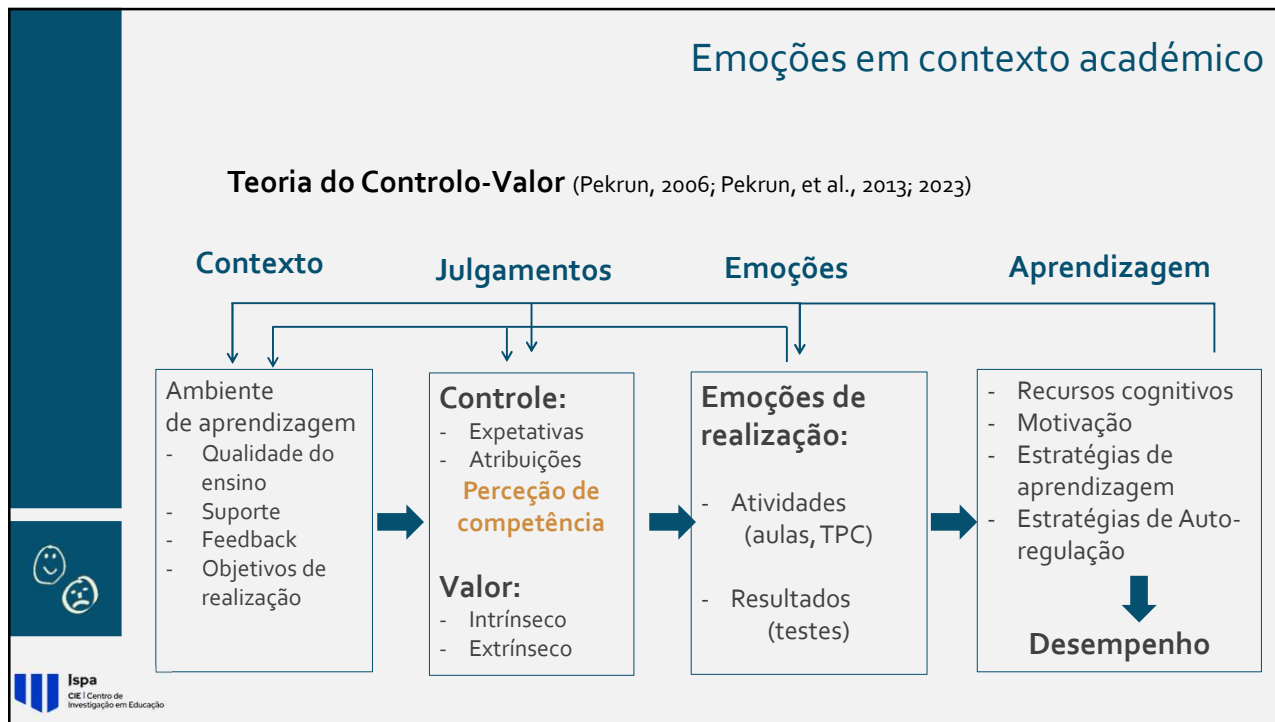 Emoções em contexto académico
Teoria do Controlo-Valor (Pekrun, 2006; Pekrun, et al., 2013; 2023)
Contexto
Julgamentos
Emoções
Aprendizagem
Ambiente
de aprendizagem
- Qualidade do
ensino
- Suporte
- Feedback
- Objetivos de
realização
Controle:
- Expetativas
- Atribuições
Perceção de
competência
Valor:
- Intrínseco
- Extrínseco
Emoções de
realização:
- Atividades
(aulas, TPC)
- Resultados
(testes)
- Recursos cognitivos
- Motivação
- Estratégias de
aprendizagem
- Estratégias de Auto-
regulação
Desempenho
Ispa
CIE | Centro de
Investigação em Educação